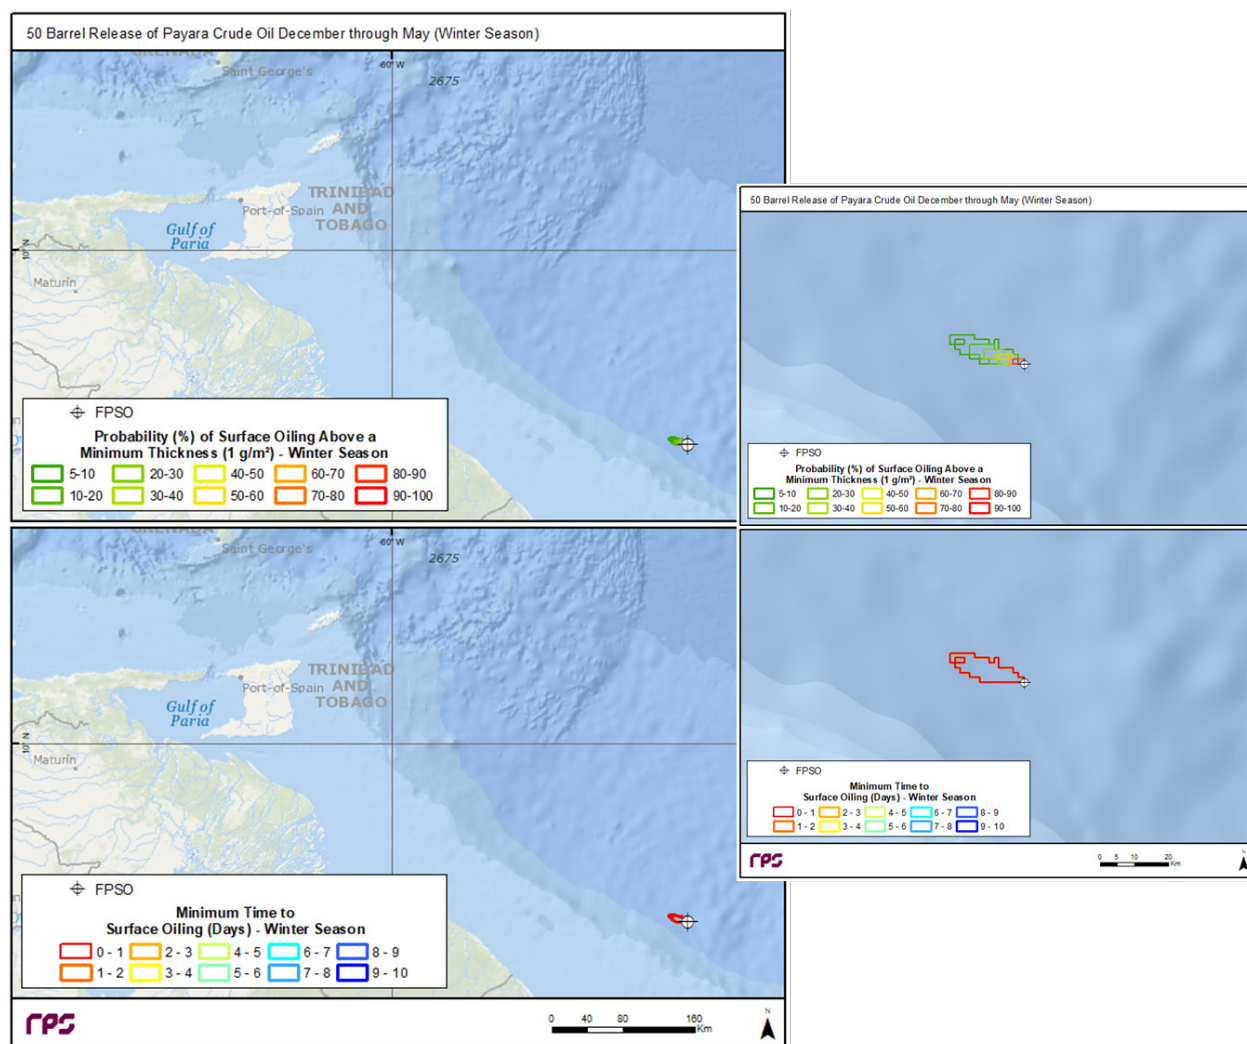 50 Barrel Release of Payara Crude Oil December through May (Winter Season)
GRENADA
Saint George's
60° W
2675
TRINIDAD
AND
TOBAGO
Port-of-Spain
Gulf of
Paria
10° N
Maturín
FPSO
Probability (%) of Surface Oiling Above a
Minimum Thickness (1 g/m²) - Winter Season
5-10 20-30 40-50 60-70 80-90
10-20 30-40 50-60 70-80 90-100
GRENADA
Saint George's
60° W
2675
TRINIDAD
AND
TOBAGO
Port-of-Spain
Gulf of
Paria
10° N
Maturín
FPSO
Minimum Time to
Surface Oiling (Days) - Winter Season
0 - 1 2 - 3 4 - 5 6 - 7 8 - 9
1 - 2 3 - 4 5 - 6 7 - 8 9 - 10
rps
0 40 80 160
Km
N
50 Barrel Release of Payara Crude Oil December through May (Winter Season)
FPSO
Probability (%) of Surface Oiling Above a
Minimum Thickness (1 g/m²) - Winter Season
5-10 20-30 40-50 60-70 80-90
10-20 30-40 50-60 70-80 90-100
FPSO
Minimum Time to
Surface Oiling (Days) - Winter Season
0 - 1 2 - 3 4 - 5 6 - 7 8 - 9
1 - 2 3 - 4 5 - 6 7 - 8 9 - 10
rps
0 5 10 20
Km
N